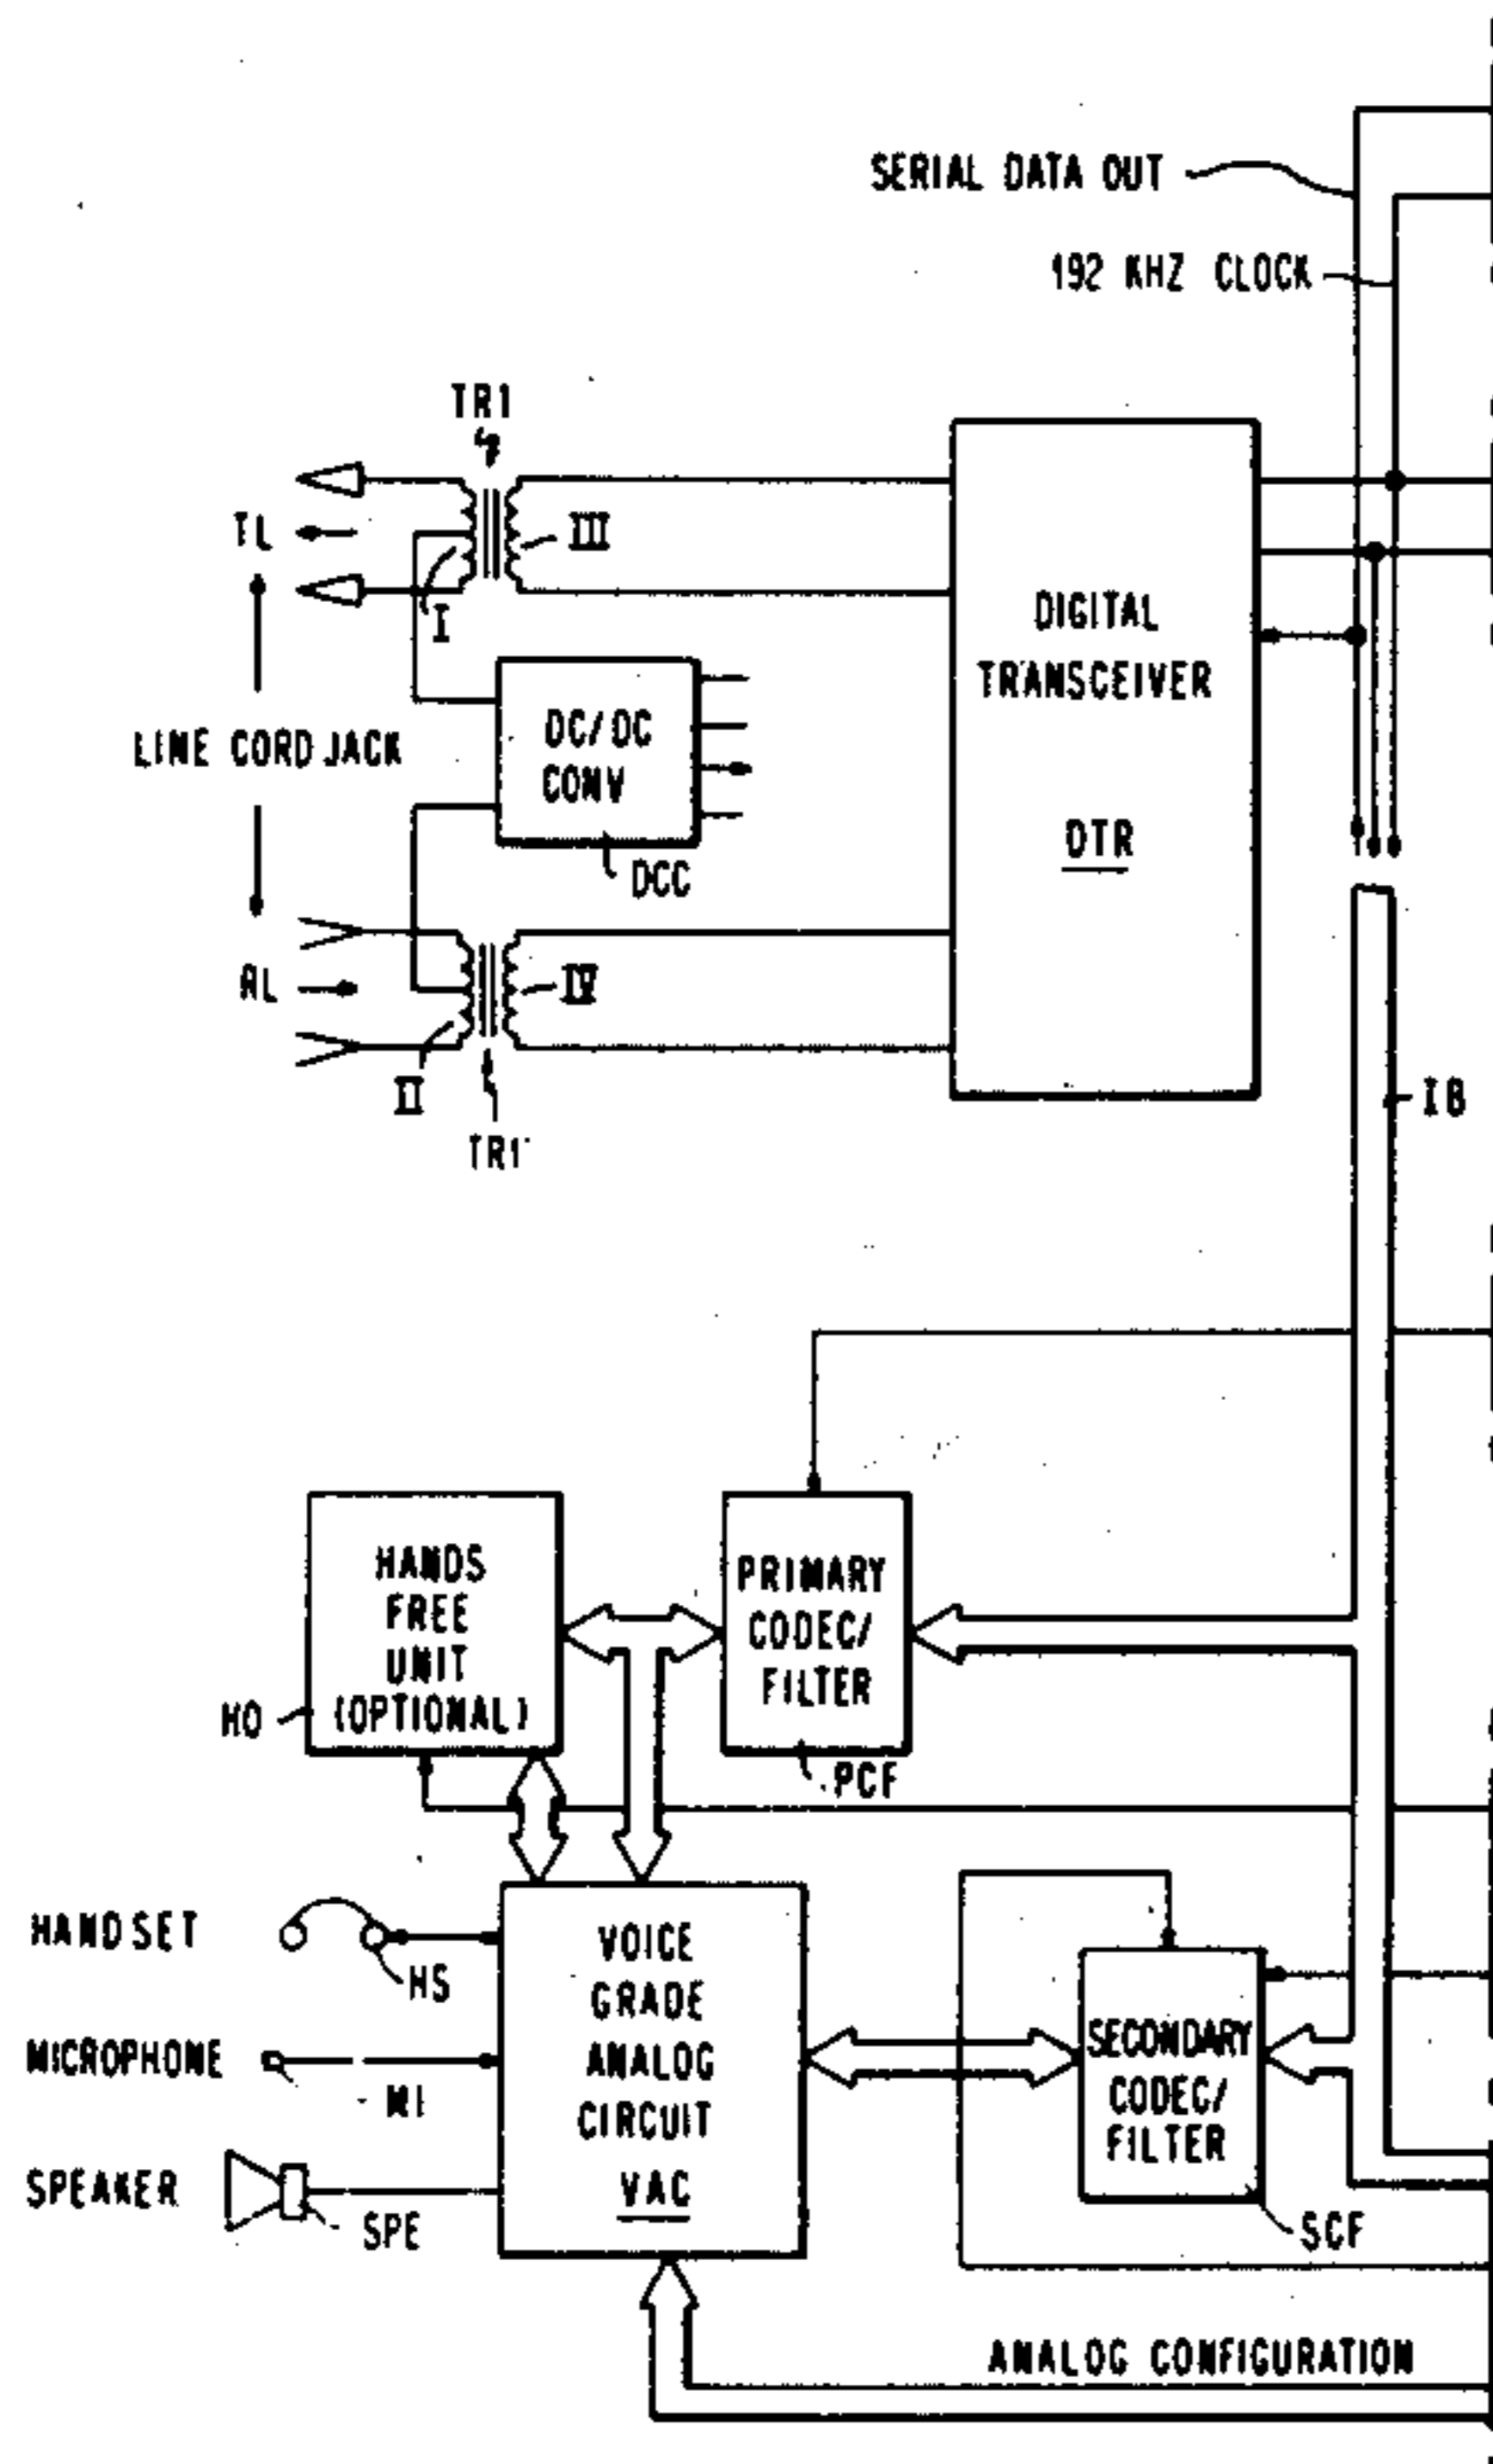 SERIAL DATA OUT
192 KHZ CLOCK
TR1
TL
III
I
DIGITAL
TRANSCEIVER
DTR
LINE CORD JACK
DC/DC
CONV
DCC
RL
IV
II
TR1'
IB
HANDS
FREE
UNIT
(OPTIONAL)
HO
PRIMARY
CODEC/
FILTER
PCF
HANDSET
HS
VOICE
GRADE
ANALOG
CIRCUIT
VAC
MICROPHONE
MI
SPEAKER
SPE
SECONDARY
CODEC/
FILTER
SCF
ANALOG CONFIGURATION